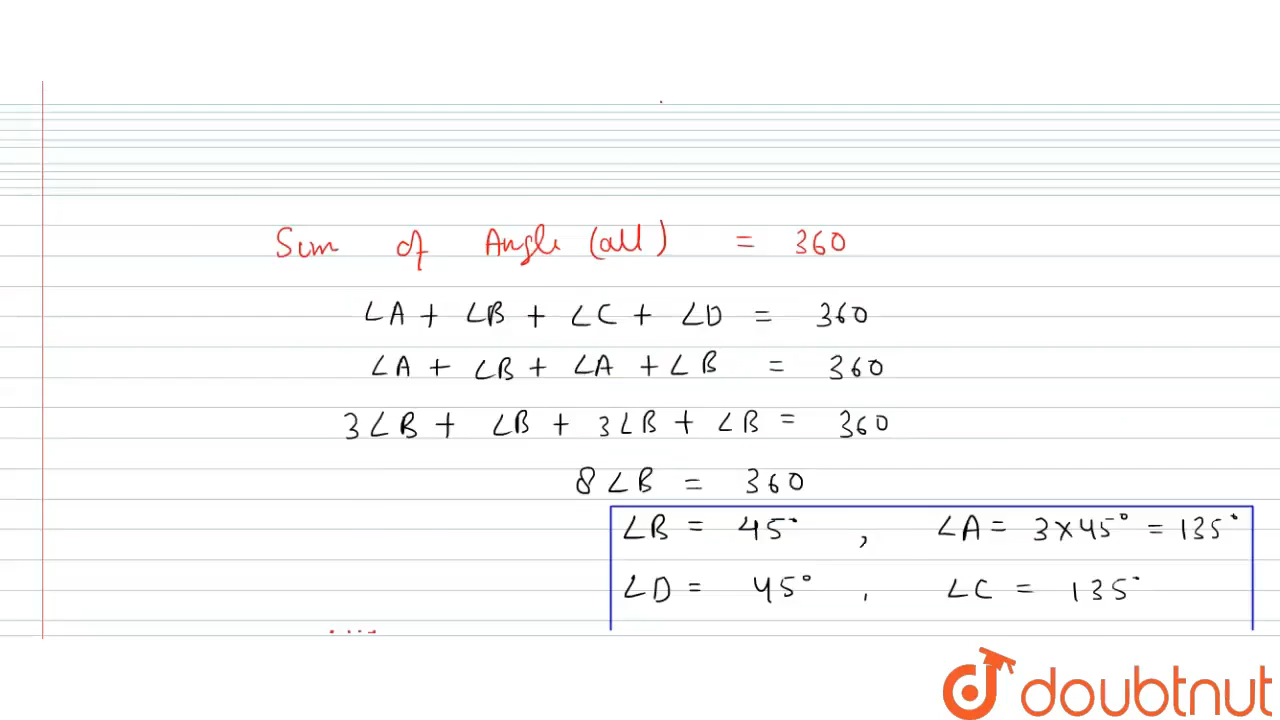 Sum of Angle (all) = 360
∠A + ∠B + ∠C + ∠D = 360
∠A + ∠B + ∠A + ∠B = 360
3∠B + ∠B + 3∠B + ∠B = 360
8∠B = 360
∠B = 45° , ∠A = 3×45° = 135°
∠D = 45° , ∠C = 135°
doubtnut